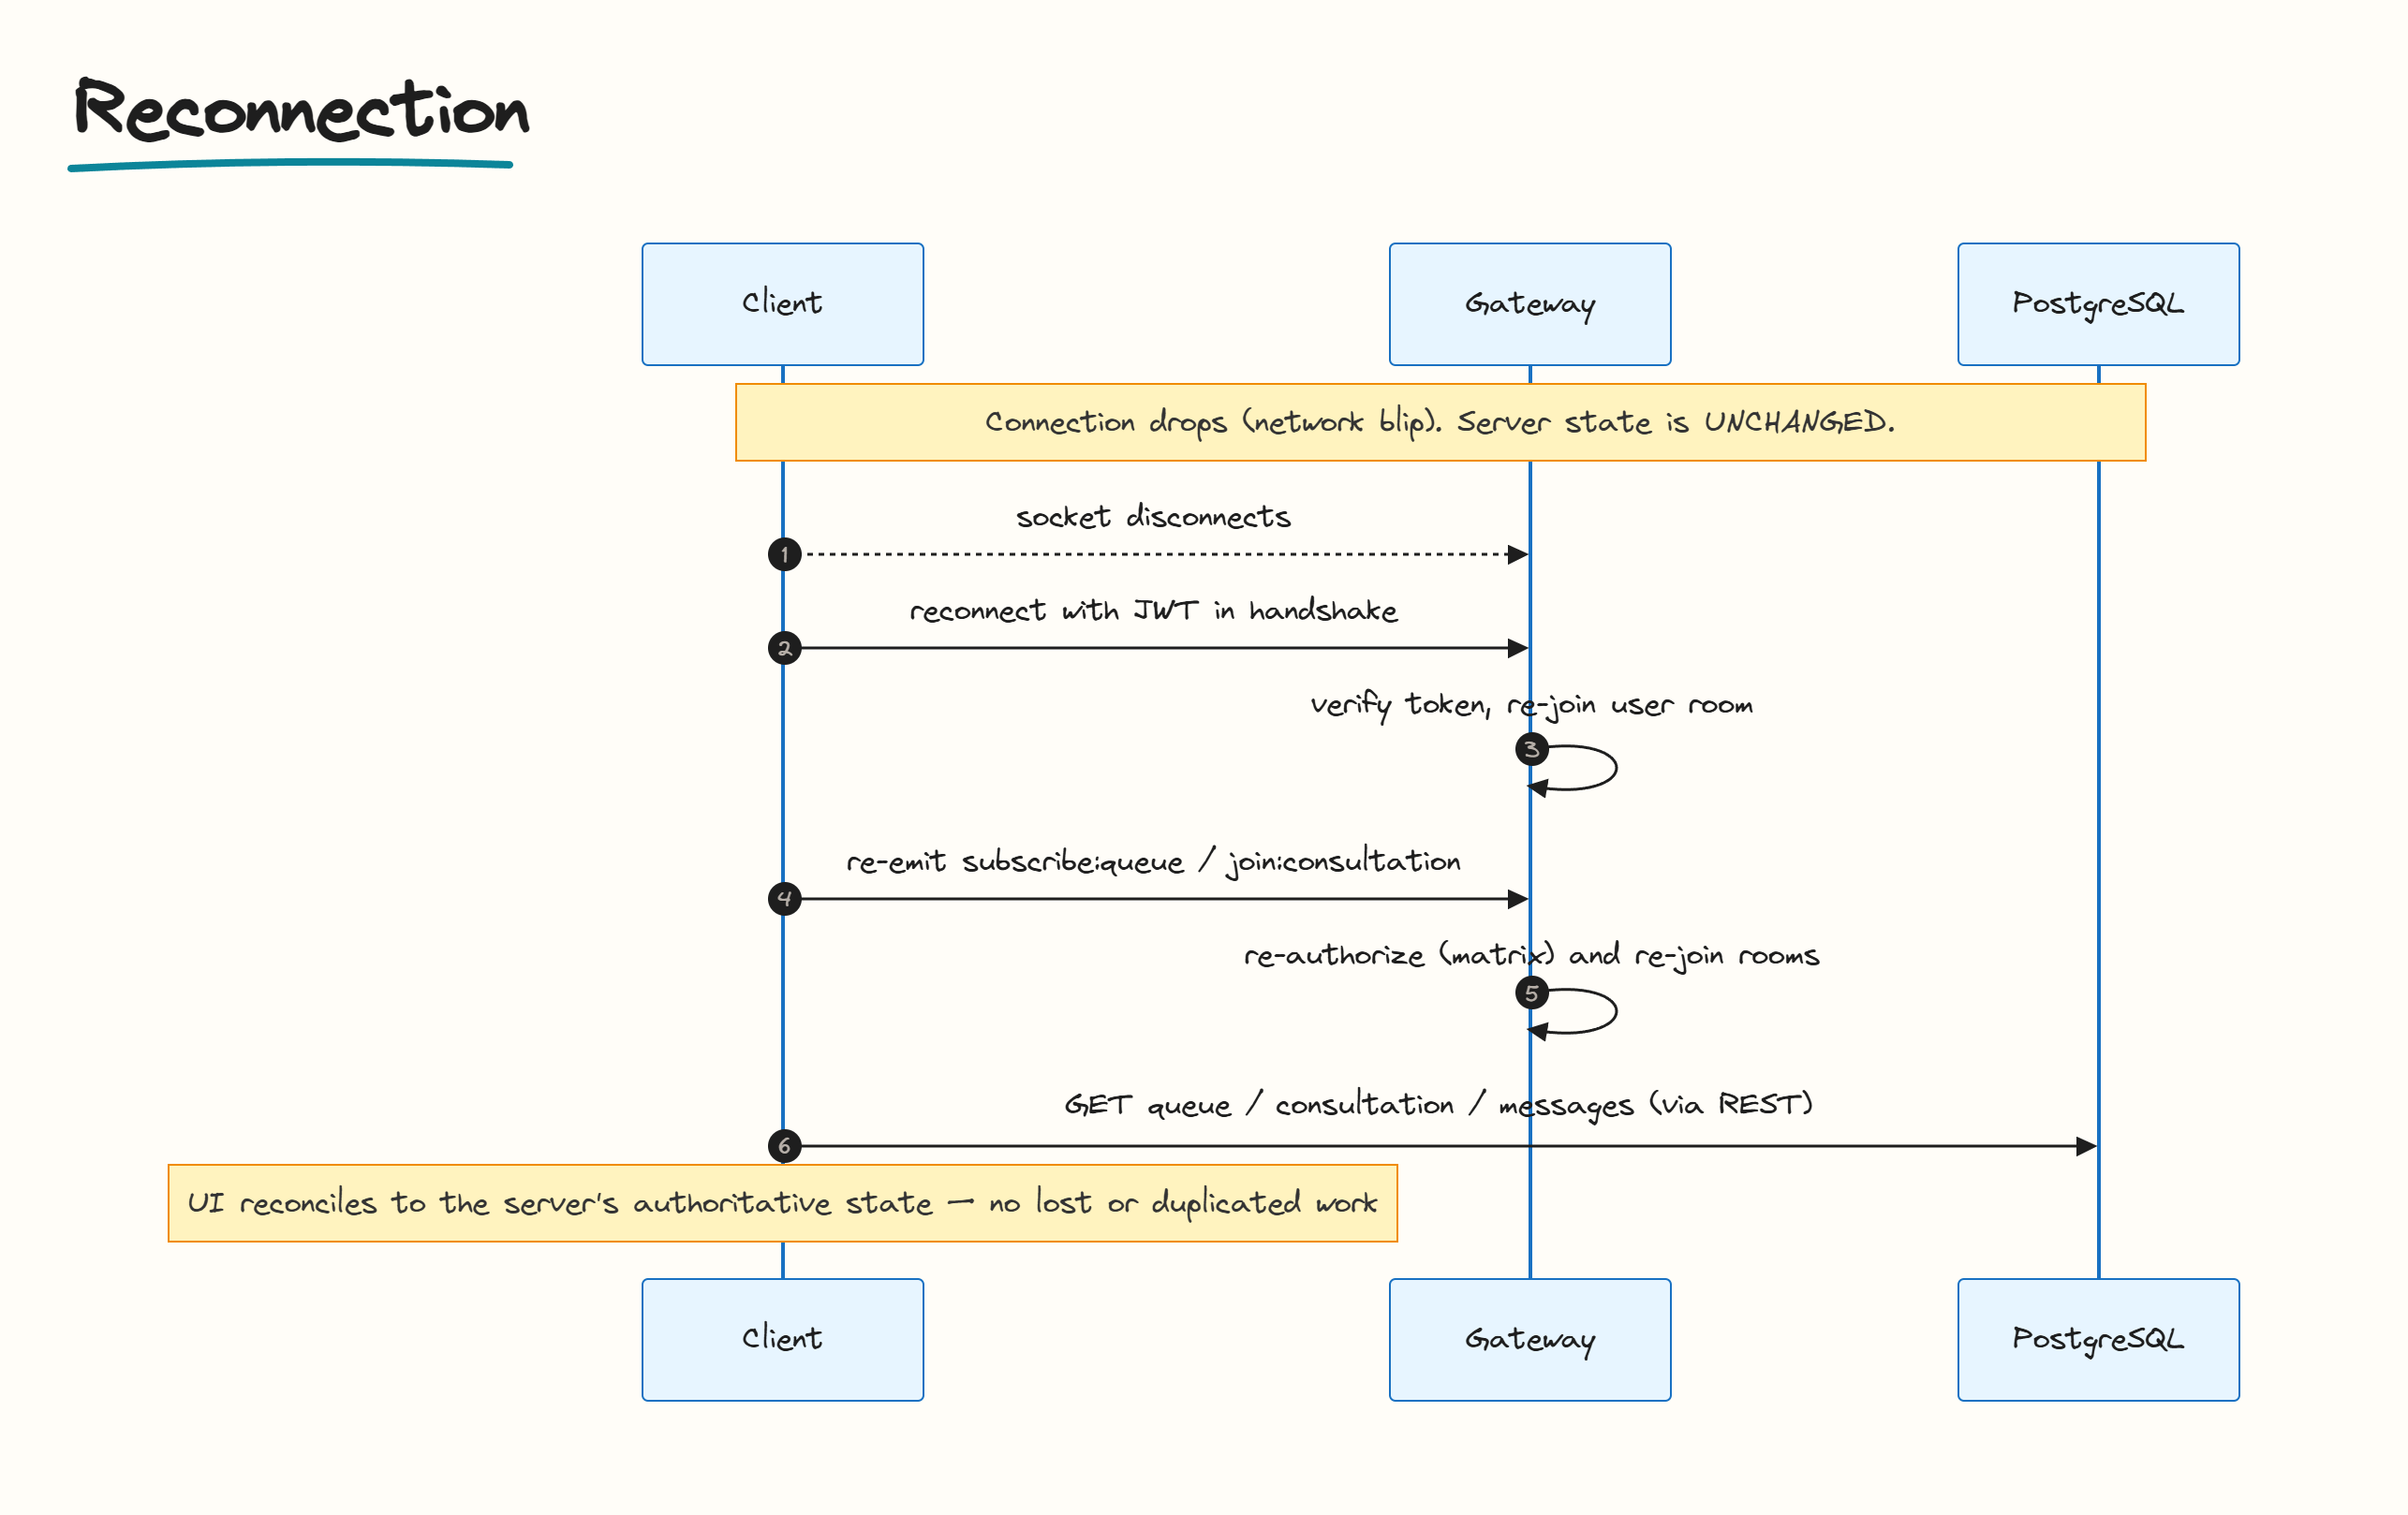 Reconnection
Client
Gateway
PostgreSQL
Connection drops (network blip). Server state is UNCHANGED.
socket disconnects
1
reconnect with JWT in handshake
2
verify token, re-join user room
3
re-emit subscribe:queue / join:consultation
4
re-authorize (matrix) and re-join rooms
5
GET queue / consultation / messages (via REST)
6
UI reconciles to the server's authoritative state — no lost or duplicated work
Client
Gateway
PostgreSQL